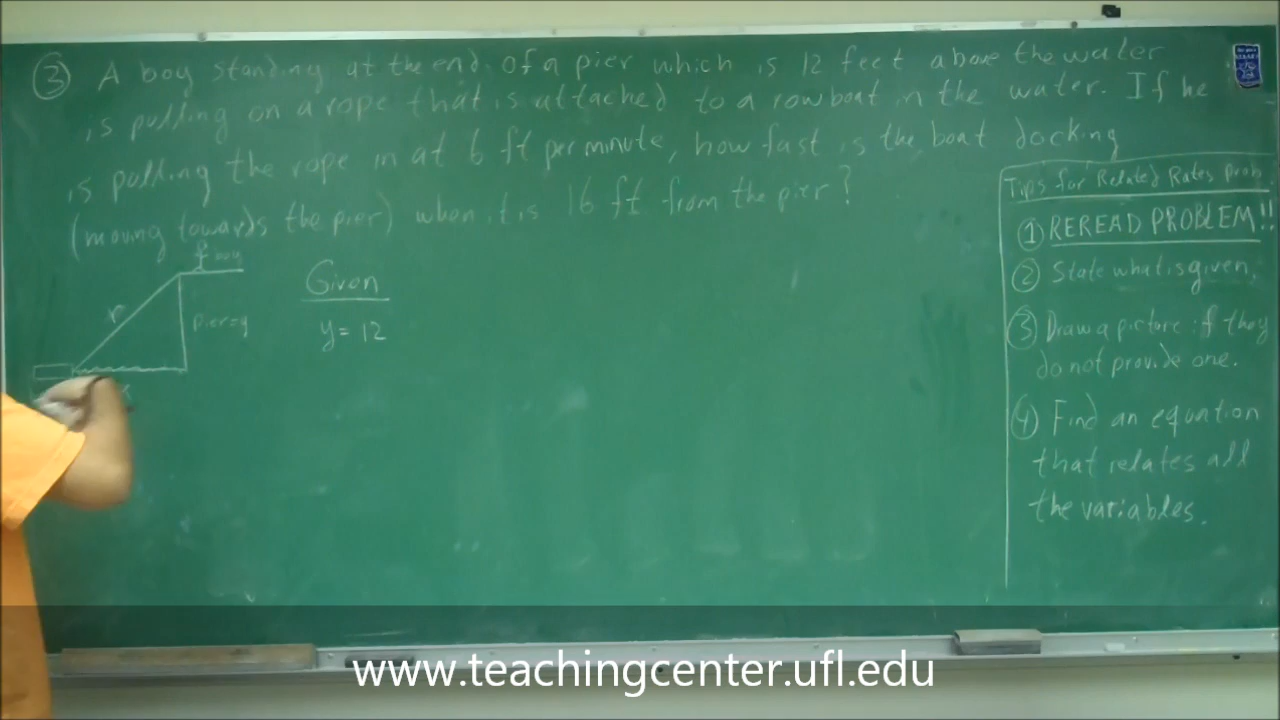 ③ A boy standing at the end of a pier which is 12 feet above the water
is pulling on a rope that is attached to a rowboat in the water. If he
is pulling the rope in at 6 ft per minute, how fast is the boat docking
(moving towards the pier) when it is 16 ft from the pier?
boy
r
pier=y
x
Given
y= 12
Tips for Related Rates prob
① REREAD PROBLEM!!
② State what is given.
③ Draw a picture if they
do not provide one.
④ Find an equation
that relates all
the variables.
www.teachingcenter.ufl.edu